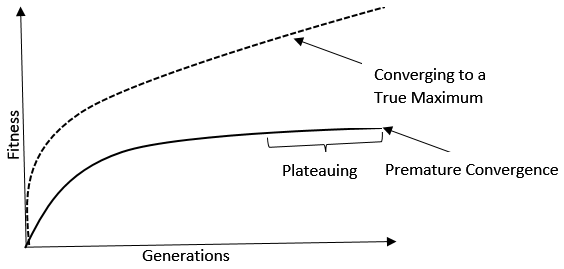 Converging to a
True Maximum
Fitness
Plateauing
Premature Convergence
Generations